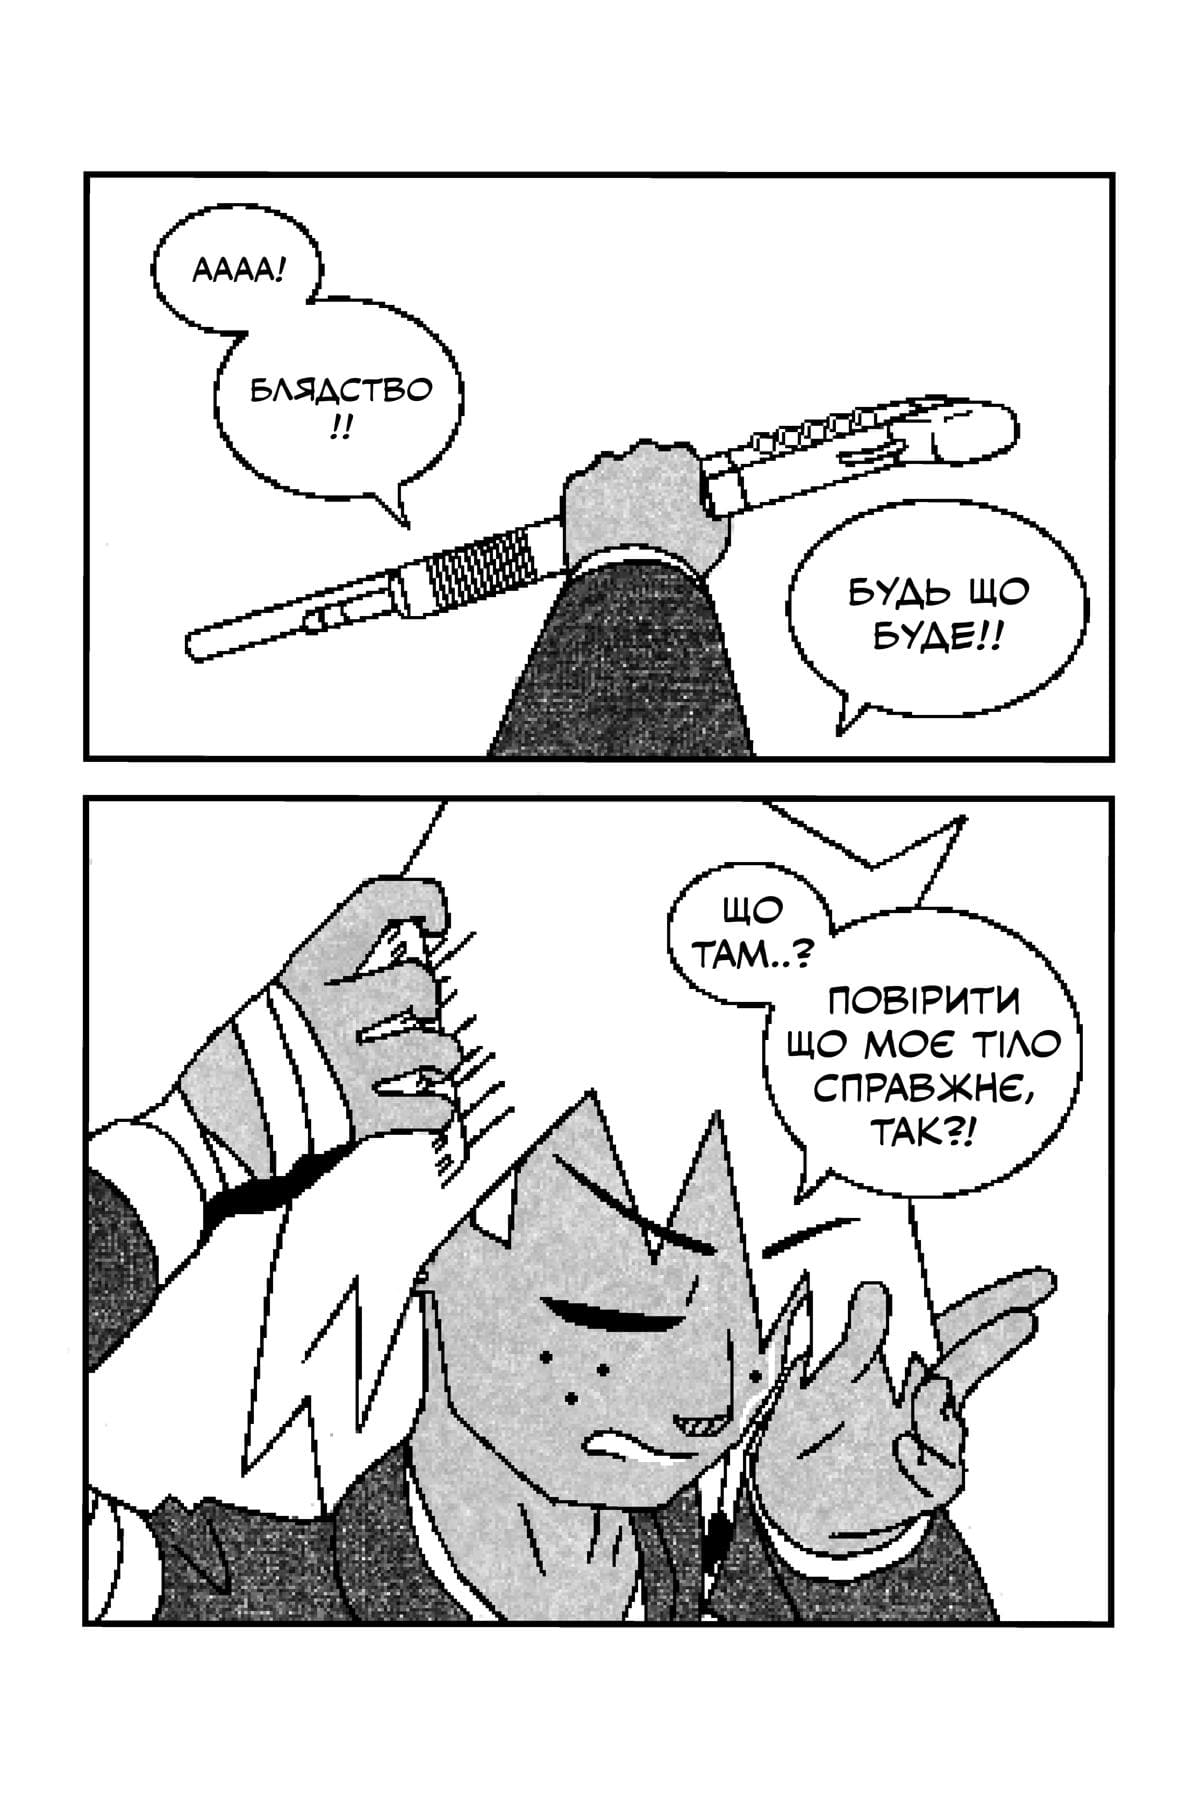 АААА!
БЛЯДСТВО
!!
БУДЬ ЩО
БУДЕ!!
ЩО
ТАМ..?
ПОВІРИТИ
ЩО МОЄ ТІЛО
СПРАВЖНЄ,
ТАК?!